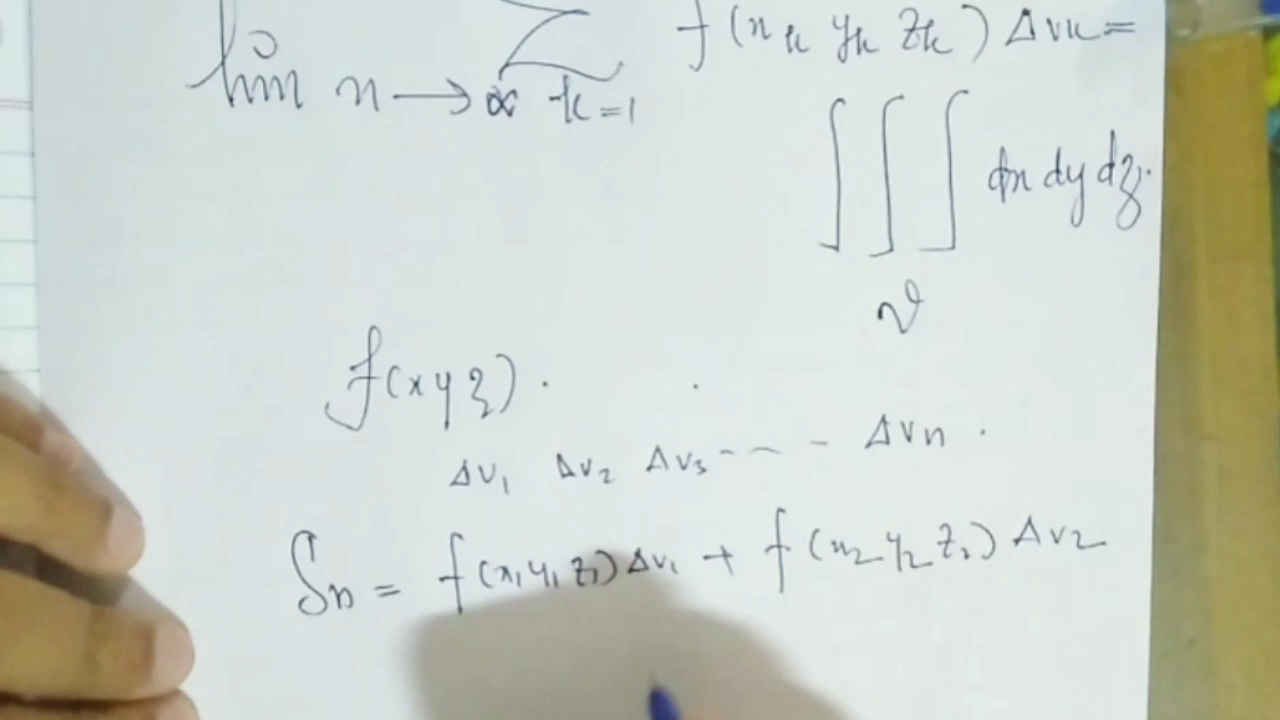 lim n→∞ ∑ k=1 f(xk yk zk) Δvk =
∫∫∫ dx dy dz.
v
f(x y z).
Δv1 Δv2 Δv3 - - - Δvn.
Sn = f(x1 y1 z1) Δv1 + f(x2 y2 z2) Δv2